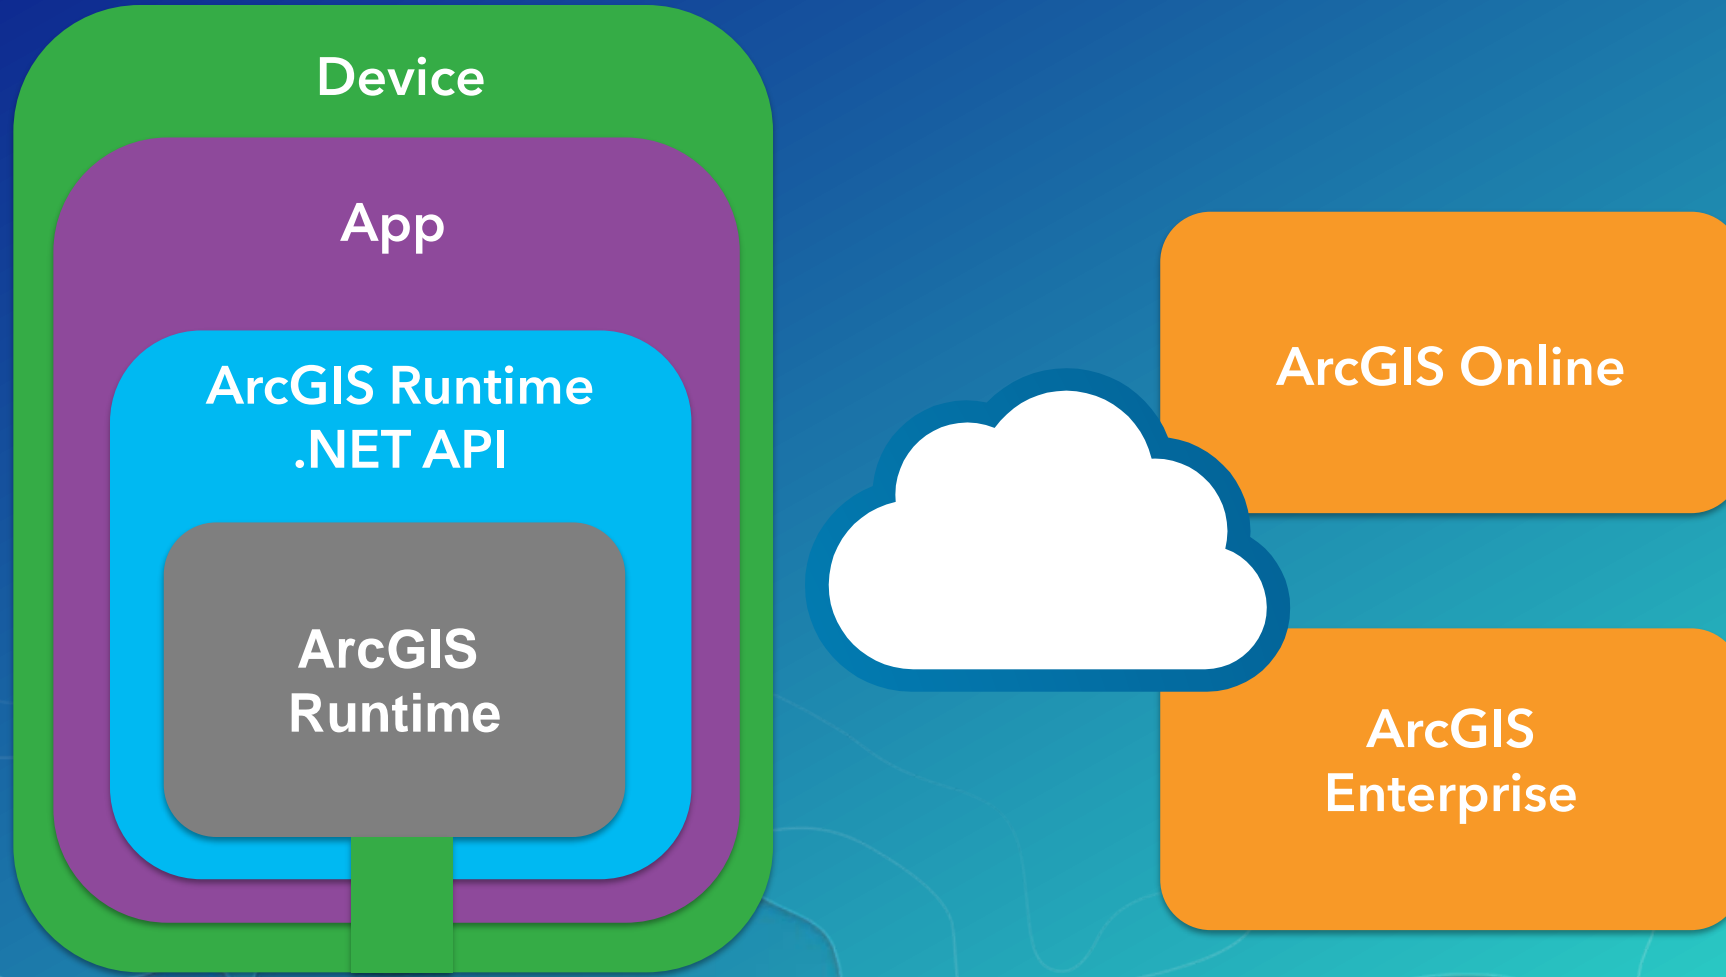 Device
App
ArcGIS Runtime
.NET API
ArcGIS
Runtime
ArcGIS Online
ArcGIS
Enterprise